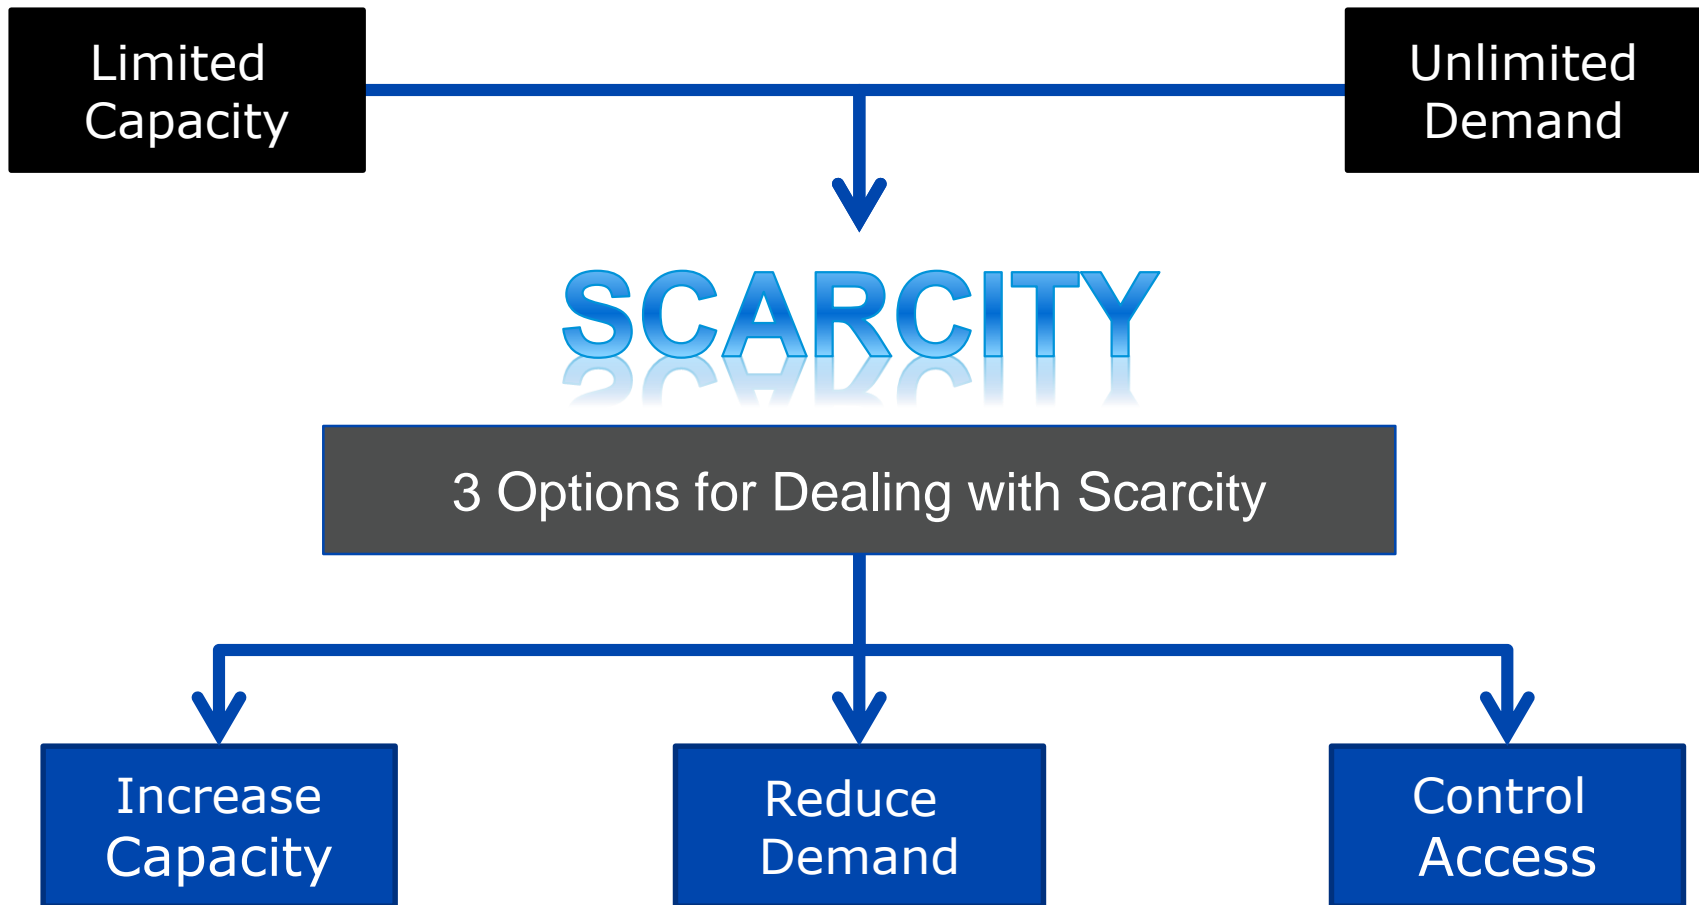 Limited
Capacity
Unlimited
Demand
SCARCITY
3 Options for Dealing with Scarcity
Increase
Capacity
Reduce
Demand
Control
Access